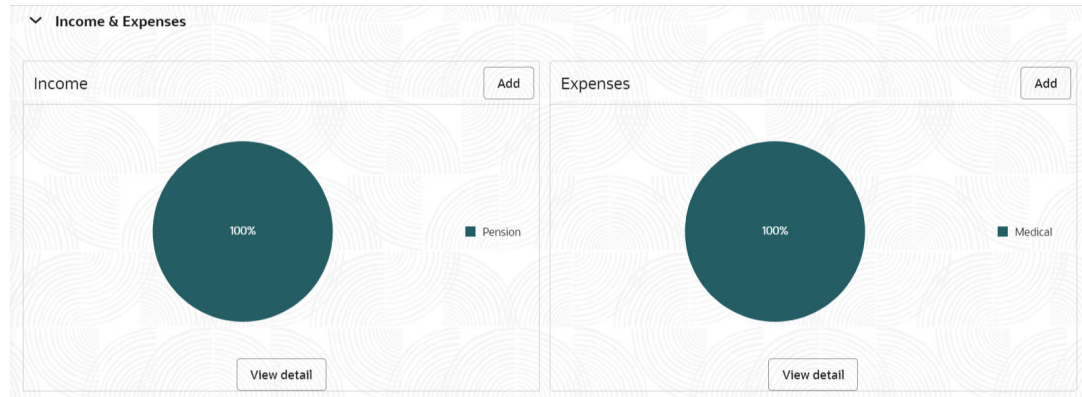 Income & Expenses
Income
Add
100%
Pension
View detail
Expenses
Add
100%
Medical
View detail